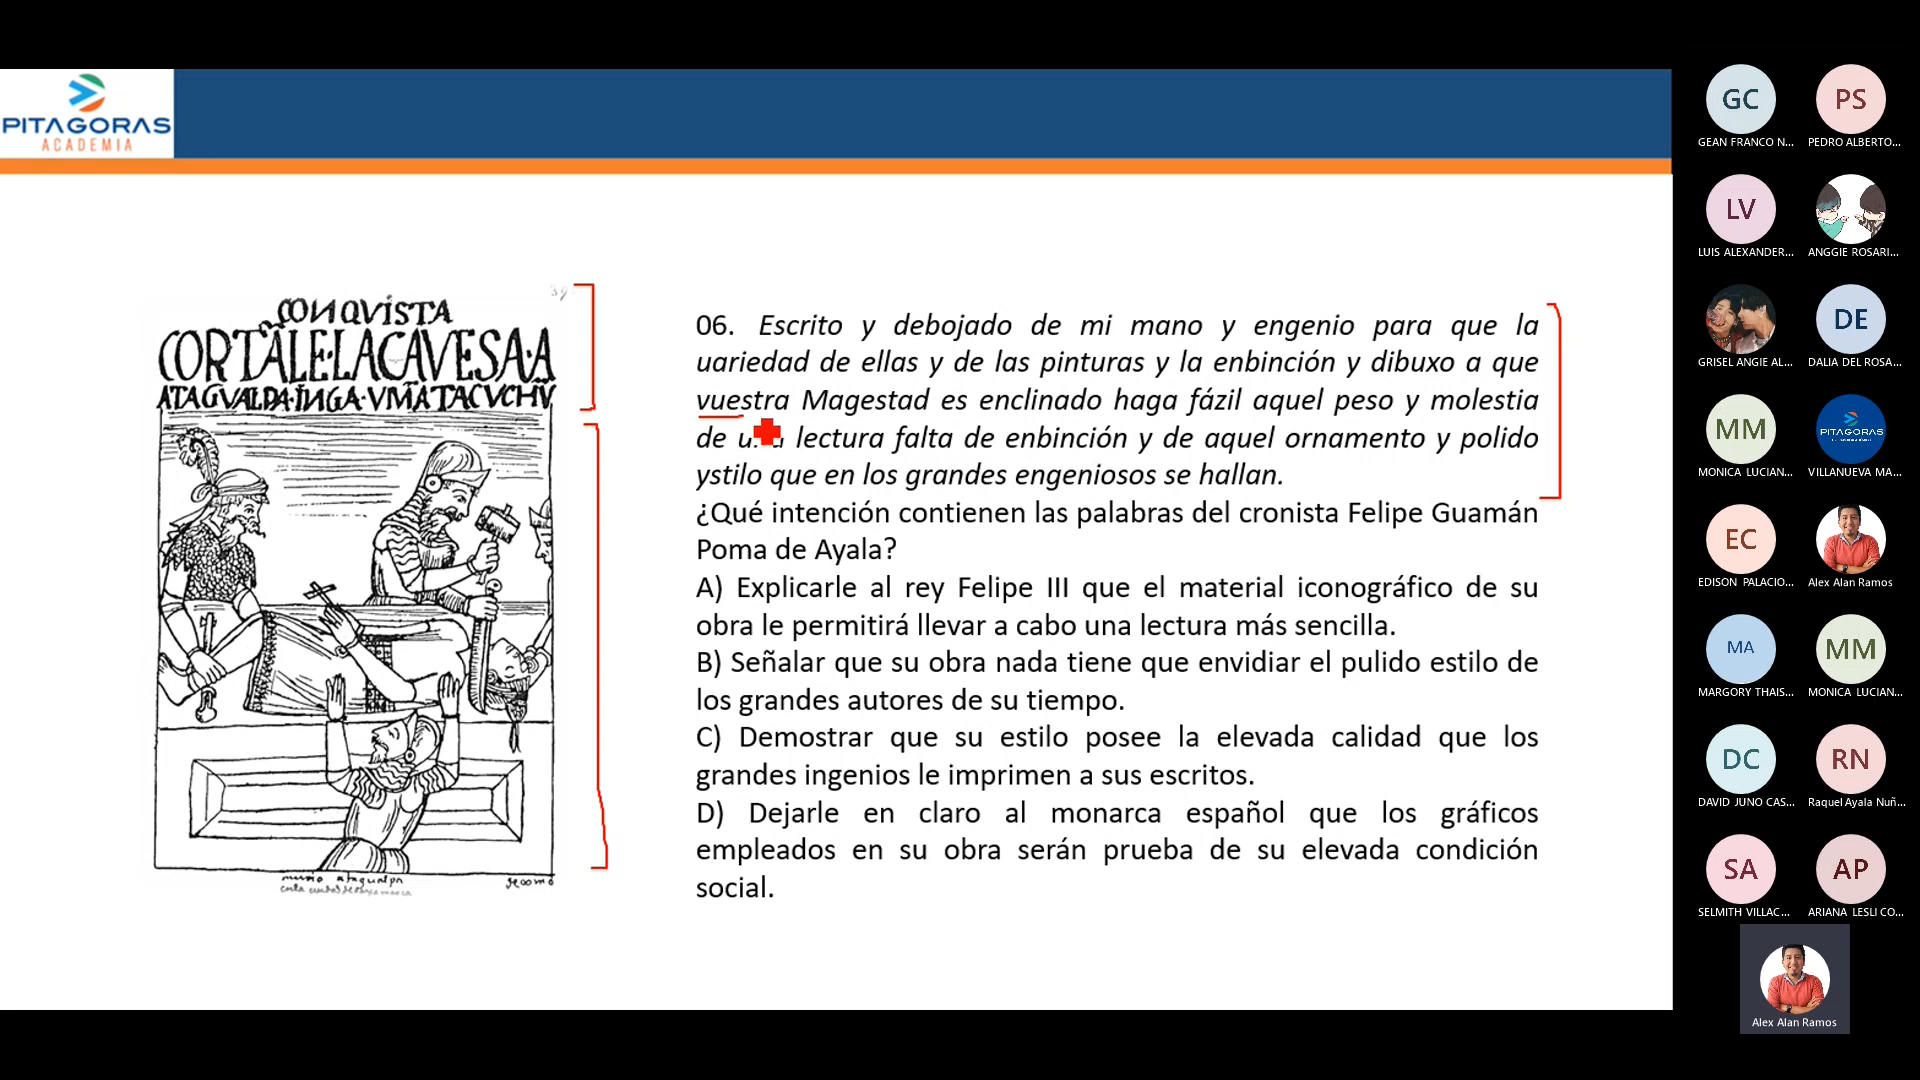 PITAGORAS
ACADEMIA
39
CONQVISTA
CORTALE·LACAVESA·A
ATAGVALPA·INGA·VMATACVCHV
murio atagualpa
06. Escrito y debojado de mi mano y engenio para que la
uariedad de ellas y de las pinturas y la enbinción y dibuxo a que
vuestra Magestad es enclinado haga fázil aquel peso y molestia
de lectura falta de enbinción y de aquel ornamento y polido
ystilo que en los grandes engeniosos se hallan.
¿Qué intención contienen las palabras del cronista Felipe Guamán
Poma de Ayala?
A) Explicarle al rey Felipe III que el material iconográfico de su
obra le permitirá llevar a cabo una lectura más sencilla.
B) Señalar que su obra nada tiene que envidiar el pulido estilo de
los grandes autores de su tiempo.
C) Demostrar que su estilo posee la elevada calidad que los
grandes ingenios le imprimen a sus escritos.
D) Dejarle en claro al monarca español que los gráficos
empleados en su obra serán prueba de su elevada condición
social.
GC
GEAN FRANCO N...
PS
PEDRO ALBERTO...
LV
LUIS ALEXANDER...
ANGGIE ROSARI...
GRISEL ANGIE AL...
DE
DALIA DEL ROSA...
MM
MONICA LUCIAN...
PITAGORAS
VILLANUEVA MA...
EC
EDISON PALACIO...
Alex Alan Ramos
MA
MARGORY THAIS...
MM
MONICA LUCIAN...
DC
DAVID JUNO CAS...
RN
Raquel Ayala Nuñ...
SA
SELMITH VILLAC...
AP
ARIANA LESLI CO...
Alex Alan Ramos